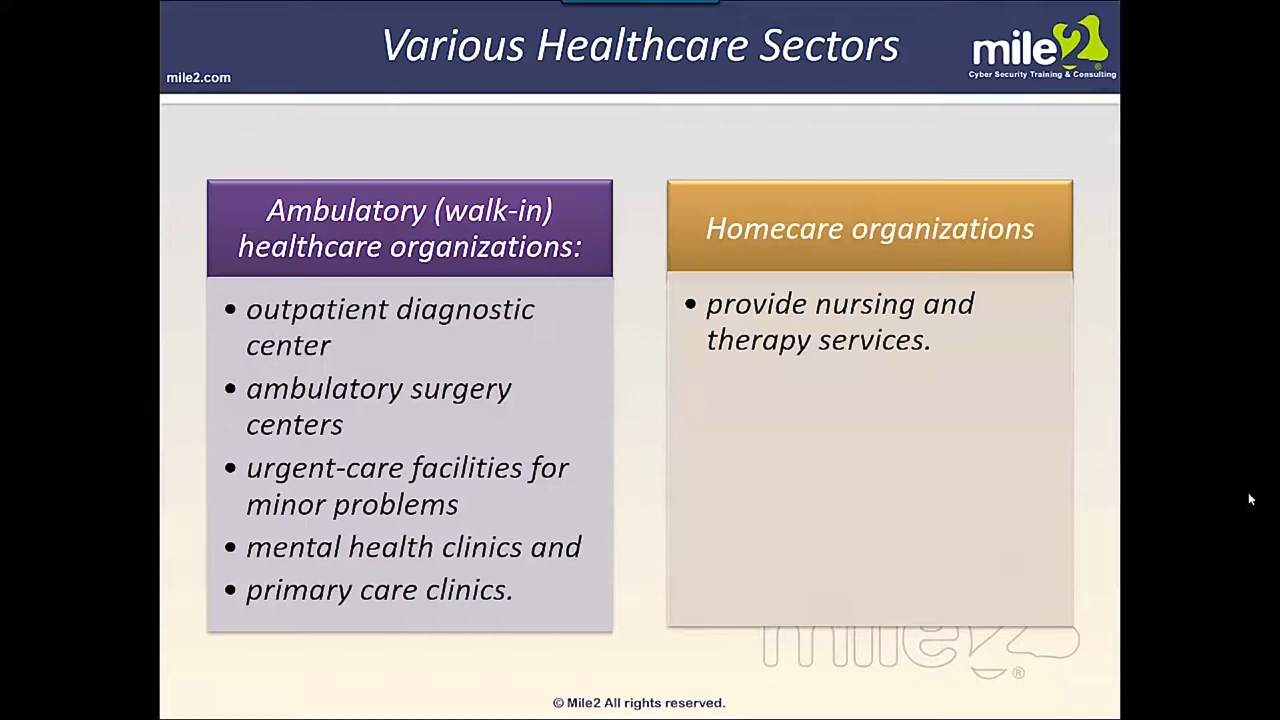 Various Healthcare Sectors
mile2.com
mile2
Cyber Security Training & Consulting
Ambulatory (walk-in)
healthcare organizations:
• outpatient diagnostic
center
• ambulatory surgery
centers
• urgent-care facilities for
minor problems
• mental health clinics and
• primary care clinics.
Homecare organizations
• provide nursing and
therapy services.
mile2
®
© Mile2 All rights reserved.